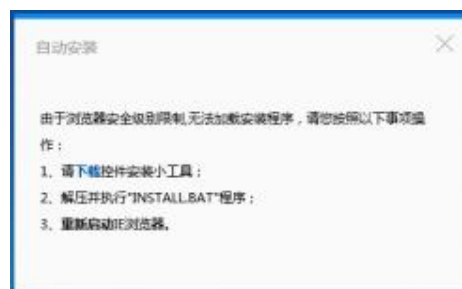 自动安装
由于浏览器安全级别限制,无法加载安装程序，请您按照以下事项操
作：
1、请下载控件安装小工具；
2、解压并执行"INSTALL.BAT"程序；
3、重新启动IE浏览器。